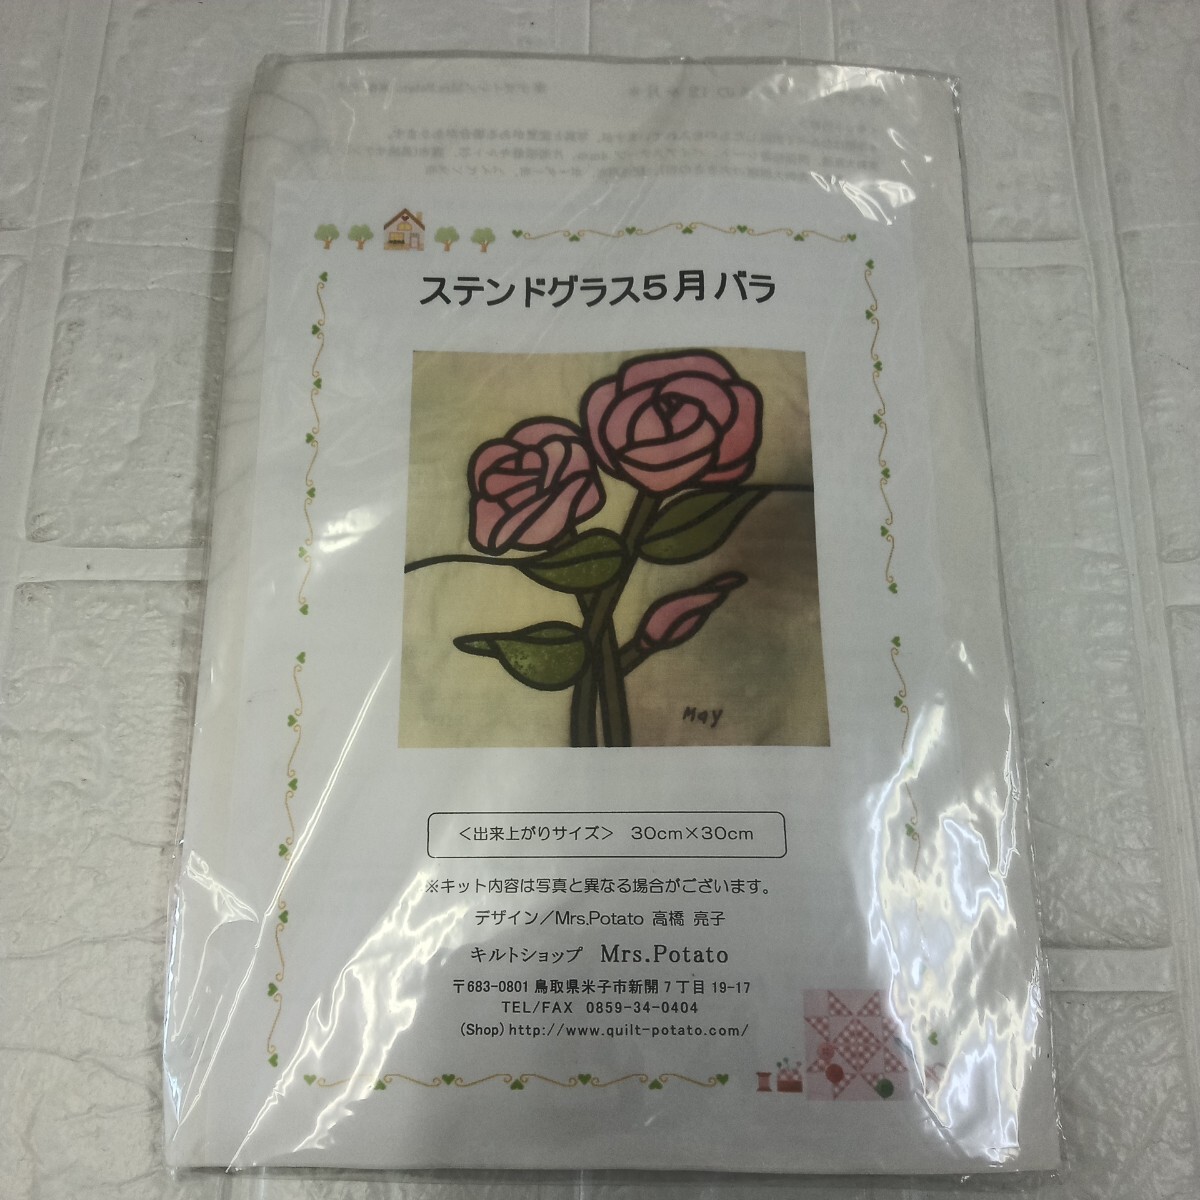 ステンドグラス5月バラ
May
＜出来上がりサイズ＞ 30cm×30cm
※キット内容は写真と異なる場合がございます。
デザイン／Mrs.Potato 高橋 亮子
キルトショップ Mrs.Potato
〒683-0801 鳥取県米子市新開７丁目 19-17
TEL/FAX 0859-34-0404
(Shop) http://www.quilt-potato.com/